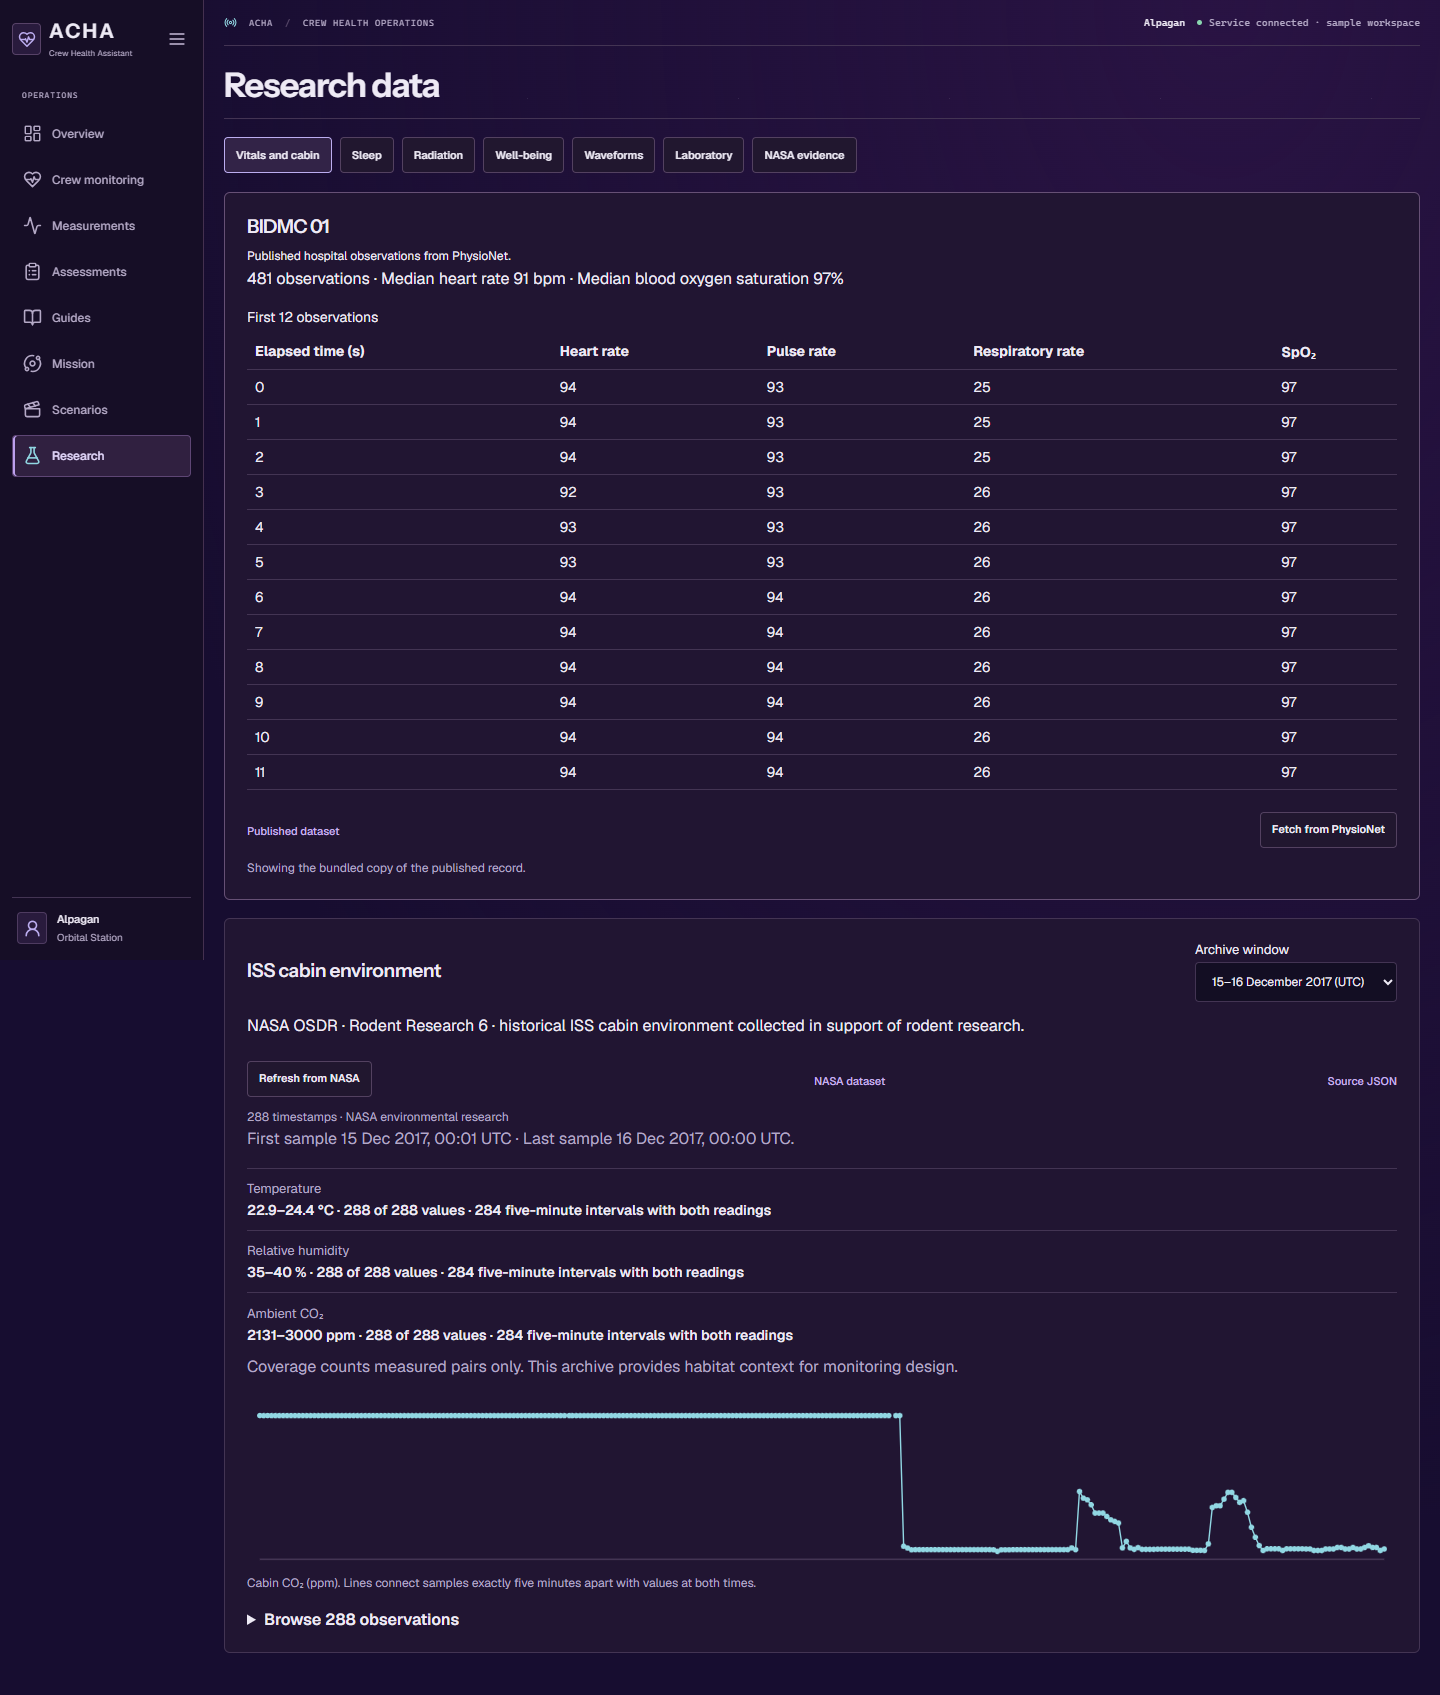 ACHA
Crew Health Assistant
OPERATIONS
Overview
Crew monitoring
Measurements
Assessments
Guides
Mission
Scenarios
Research
Alpagan
Orbital Station
ACHA / CREW HEALTH OPERATIONS
Alpagan Service connected · sample workspace
Research data
Vitals and cabin Sleep Radiation Well-being Waveforms Laboratory NASA evidence
BIDMC 01
Published hospital observations from PhysioNet.
481 observations · Median heart rate 91 bpm · Median blood oxygen saturation 97%
First 12 observations
Elapsed time (s) Heart rate Pulse rate Respiratory rate SpO₂
0 94 93 25 97
1 94 93 25 97
2 94 93 25 97
3 92 93 26 97
4 93 93 26 97
5 93 93 26 97
6 94 94 26 97
7 94 94 26 97
8 94 94 26 97
9 94 94 26 97
10 94 94 26 97
11 94 94 26 97
Published dataset Fetch from PhysioNet
Showing the bundled copy of the published record.
ISS cabin environment
Archive window
15–16 December 2017 (UTC)
NASA OSDR · Rodent Research 6 · historical ISS cabin environment collected in support of rodent research.
Refresh from NASA NASA dataset Source JSON
288 timestamps · NASA environmental research
First sample 15 Dec 2017, 00:01 UTC · Last sample 16 Dec 2017, 00:00 UTC.
Temperature
22.9–24.4 °C · 288 of 288 values · 284 five-minute intervals with both readings
Relative humidity
35–40 % · 288 of 288 values · 284 five-minute intervals with both readings
Ambient CO₂
2131–3000 ppm · 288 of 288 values · 284 five-minute intervals with both readings
Coverage counts measured pairs only. This archive provides habitat context for monitoring design.
Cabin CO₂ (ppm). Lines connect samples exactly five minutes apart with values at both times.
Browse 288 observations